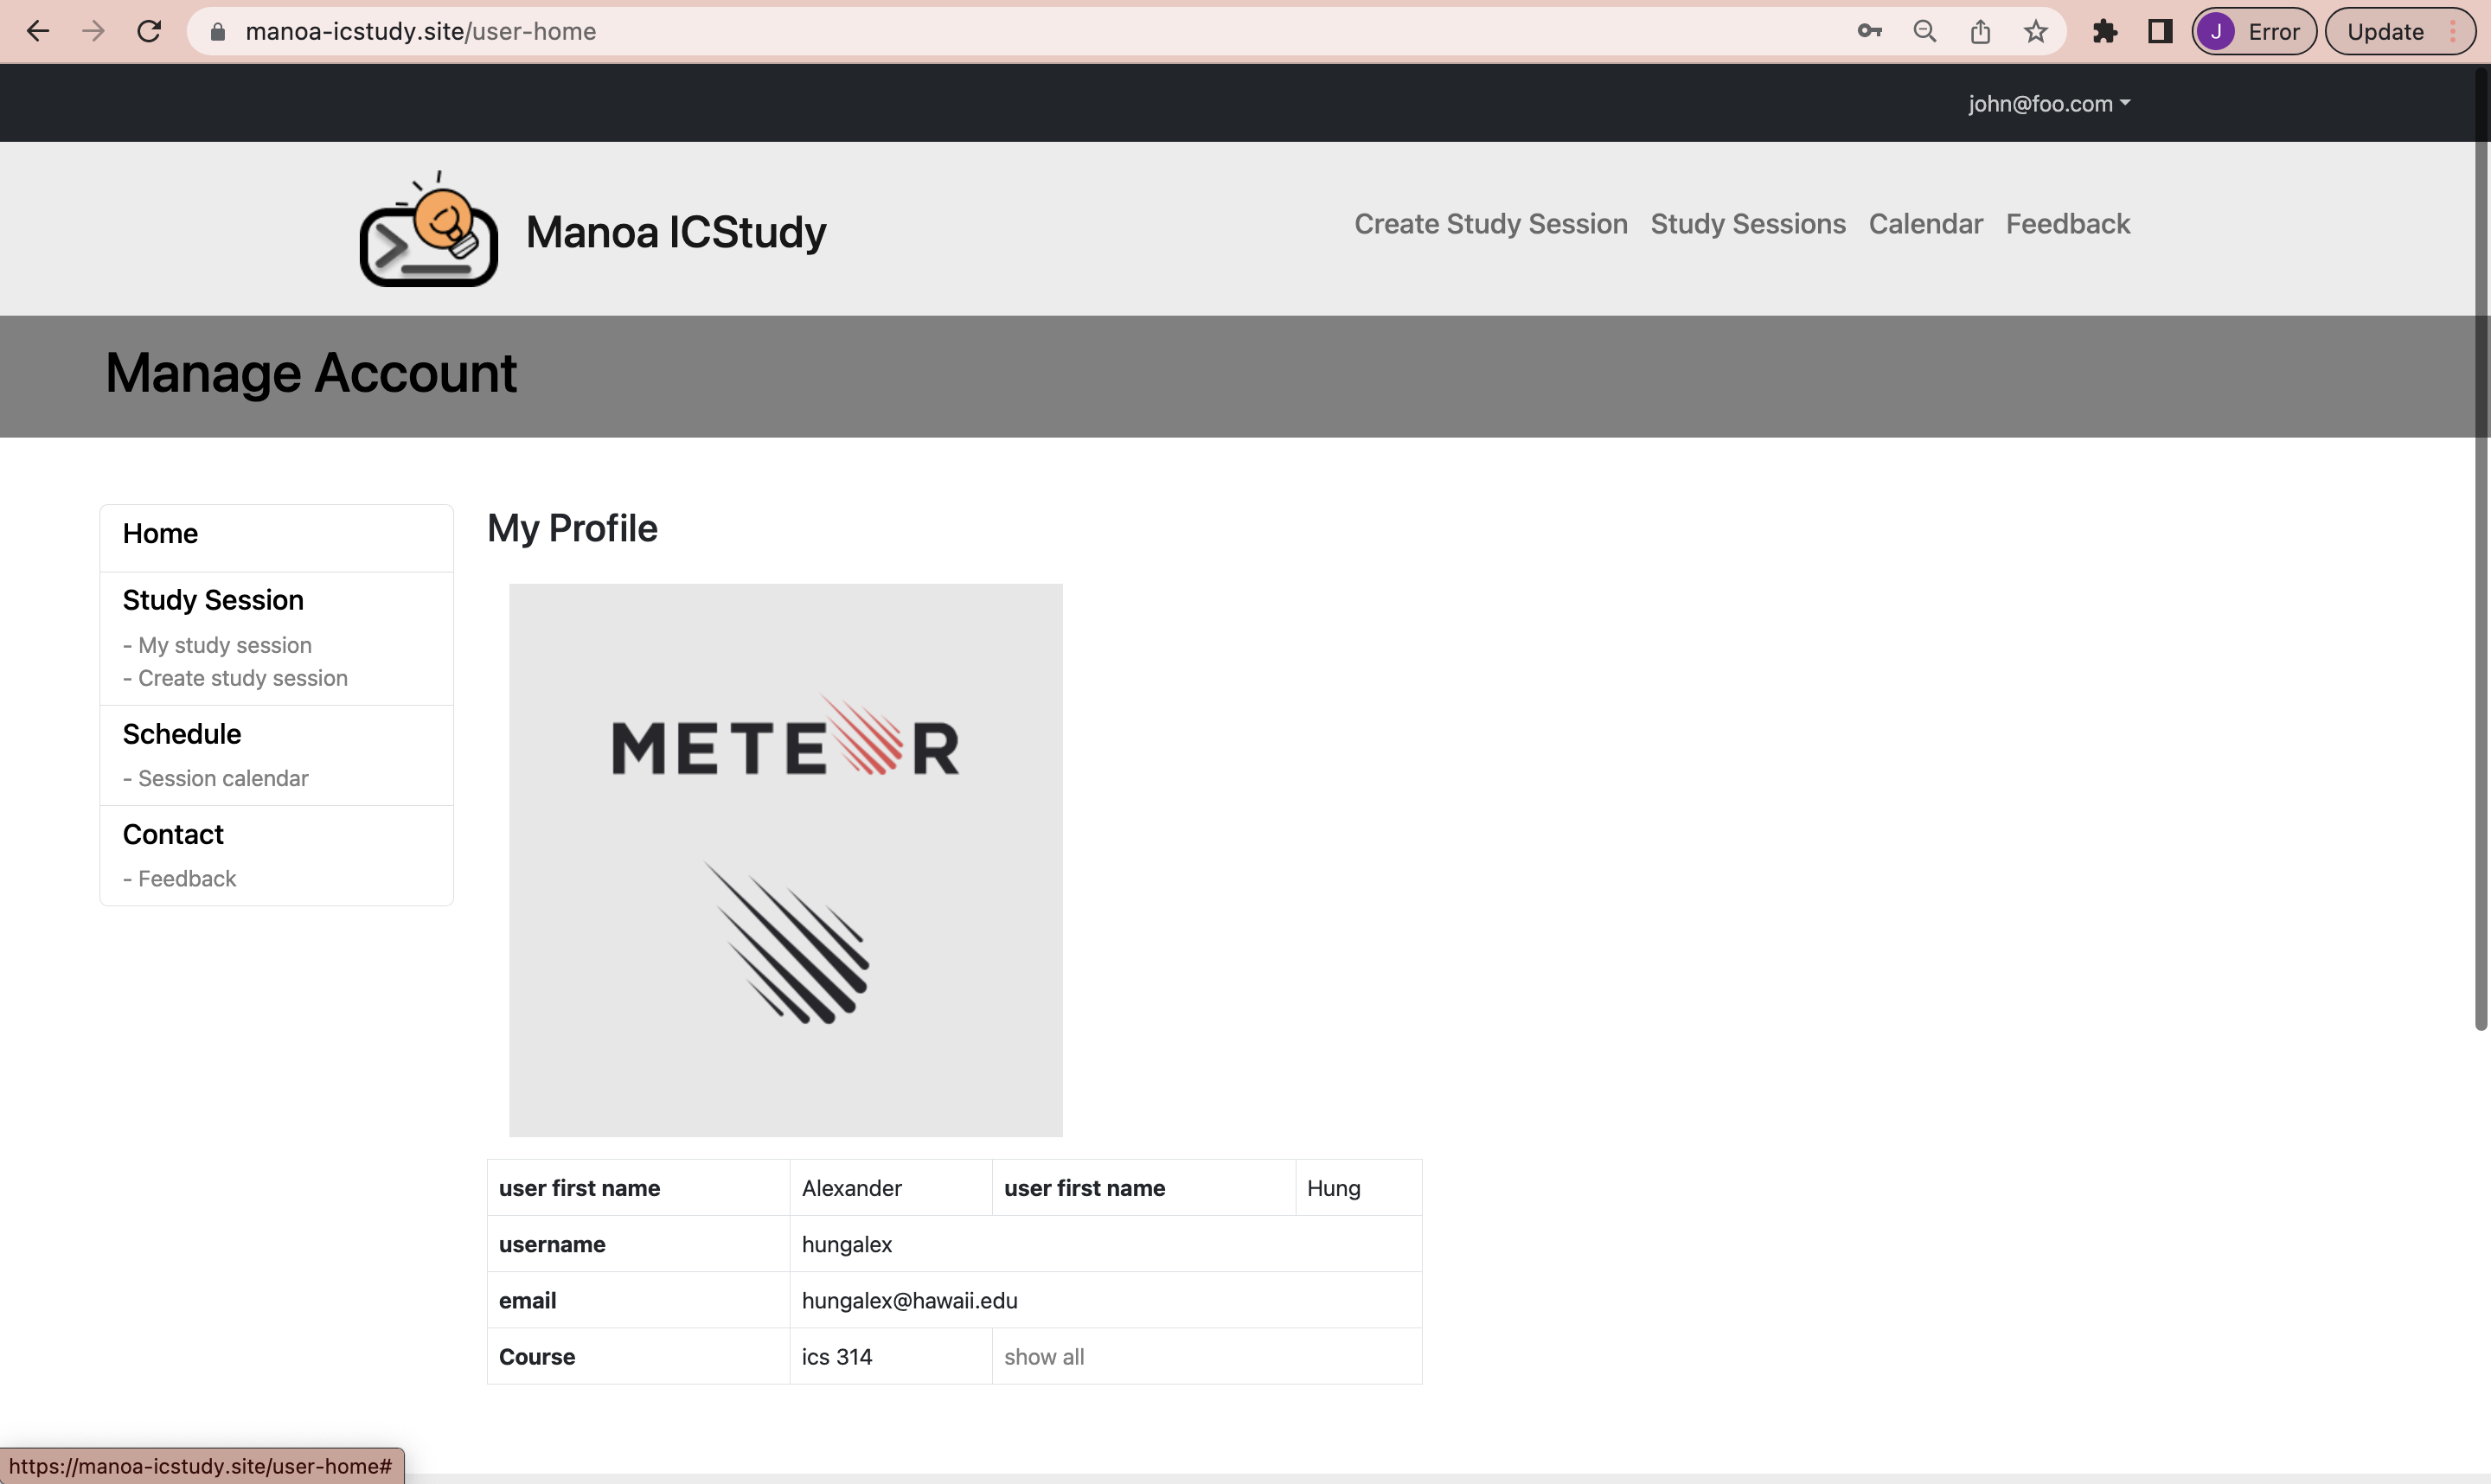 manoa-icstudy.site/user-home
J Error Update
john@foo.com
Manoa ICStudy
Create Study Session Study Sessions Calendar Feedback
Manage Account
Home
Study Session
- My study session
- Create study session
Schedule
- Session calendar
Contact
- Feedback
My Profile
METEOR
user first name Alexander user first name Hung
username hungalex
email hungalex@hawaii.edu
Course ics 314 show all
https://manoa-icstudy.site/user-home#